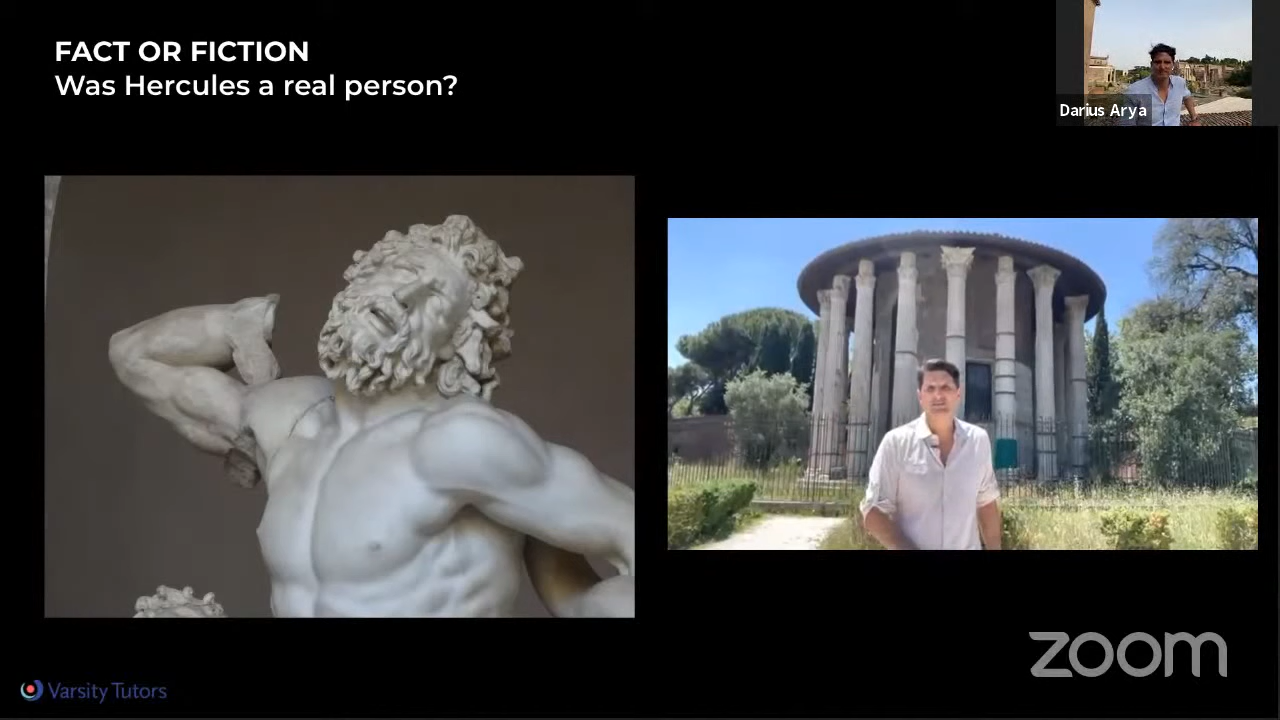 FACT OR FICTION
Was Hercules a real person?
Darius Arya
zoom
Varsity Tutors